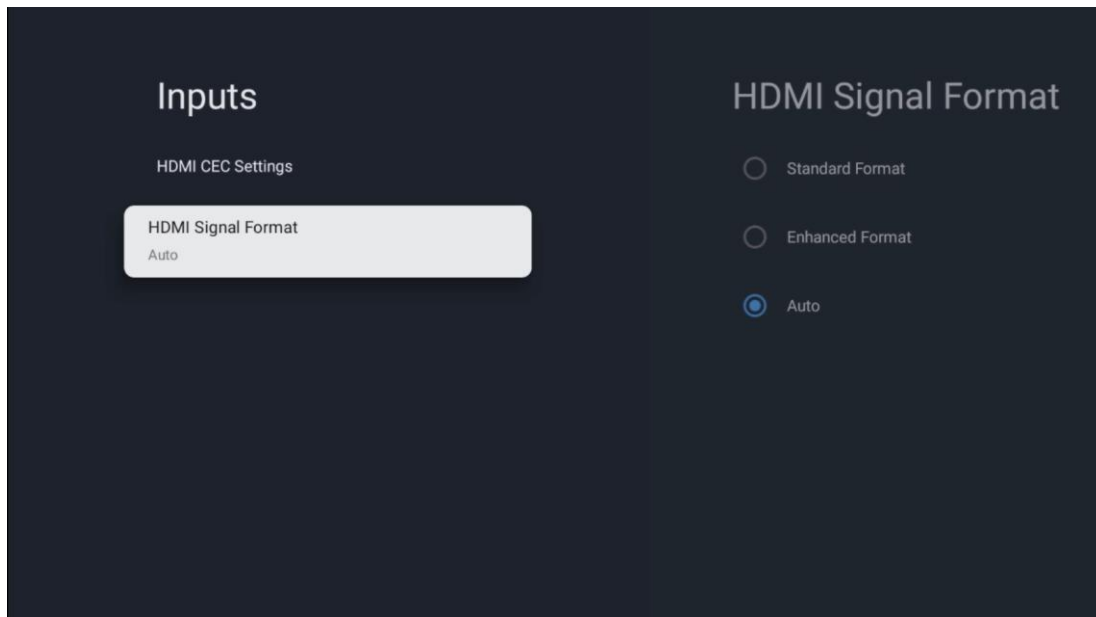 Inputs
HDMI CEC Settings
HDMI Signal Format
Auto
HDMI Signal Format
Standard Format
Enhanced Format
Auto